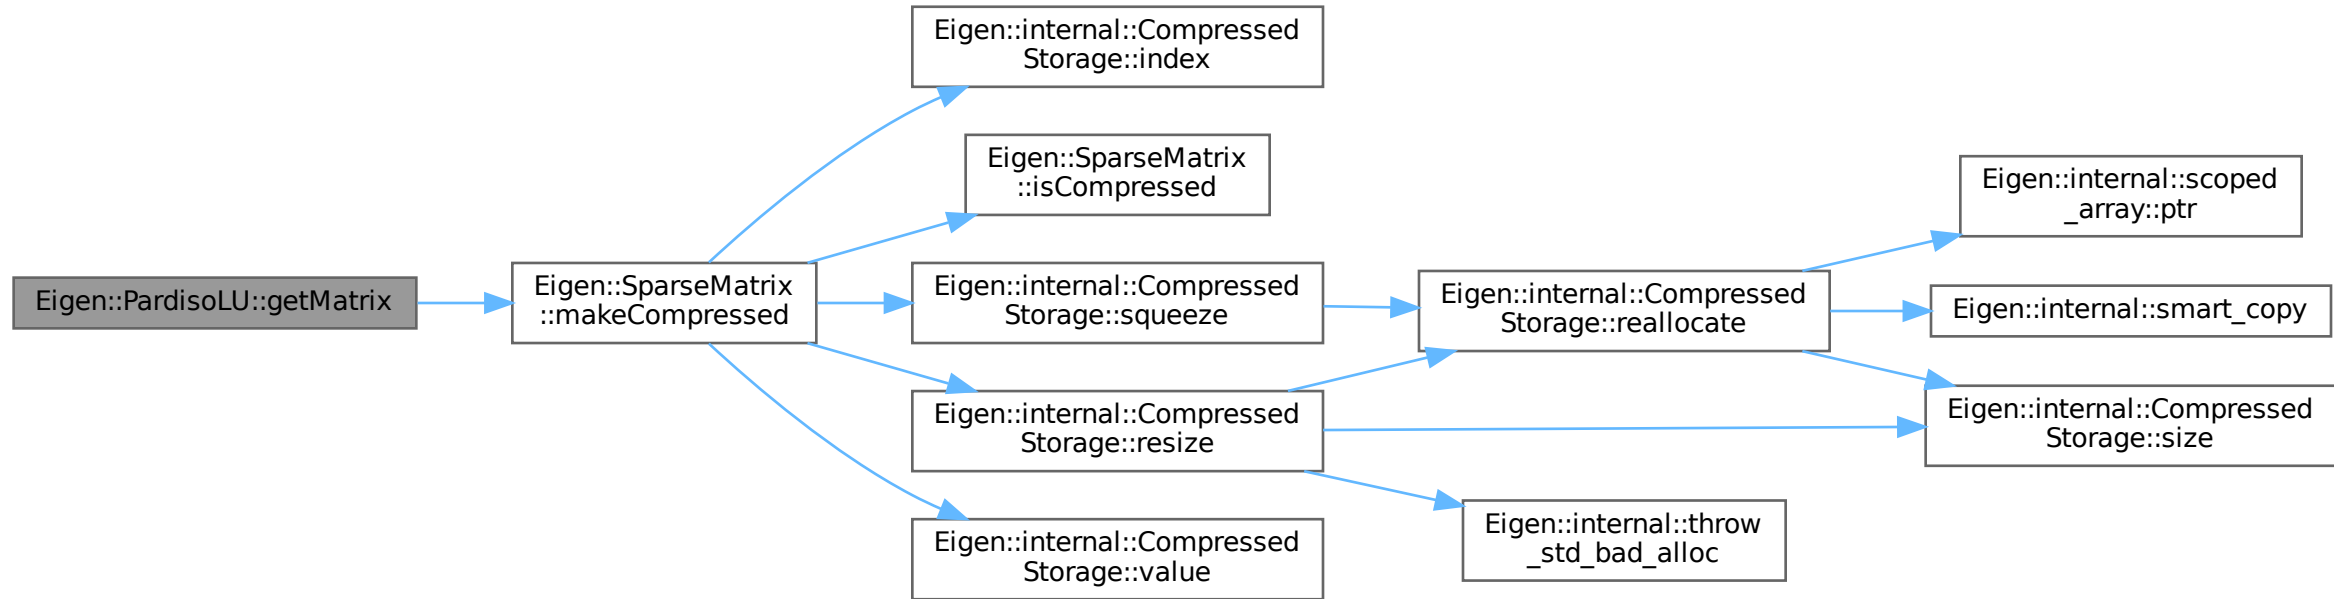 Eigen::PardisoLU::getMatrix
Eigen::SparseMatrix
::makeCompressed
Eigen::internal::Compressed
Storage::index
Eigen::SparseMatrix
::isCompressed
Eigen::internal::Compressed
Storage::squeeze
Eigen::internal::Compressed
Storage::resize
Eigen::internal::Compressed
Storage::value
Eigen::internal::Compressed
Storage::reallocate
Eigen::internal::throw
_std_bad_alloc
Eigen::internal::scoped
_array::ptr
Eigen::internal::smart_copy
Eigen::internal::Compressed
Storage::size